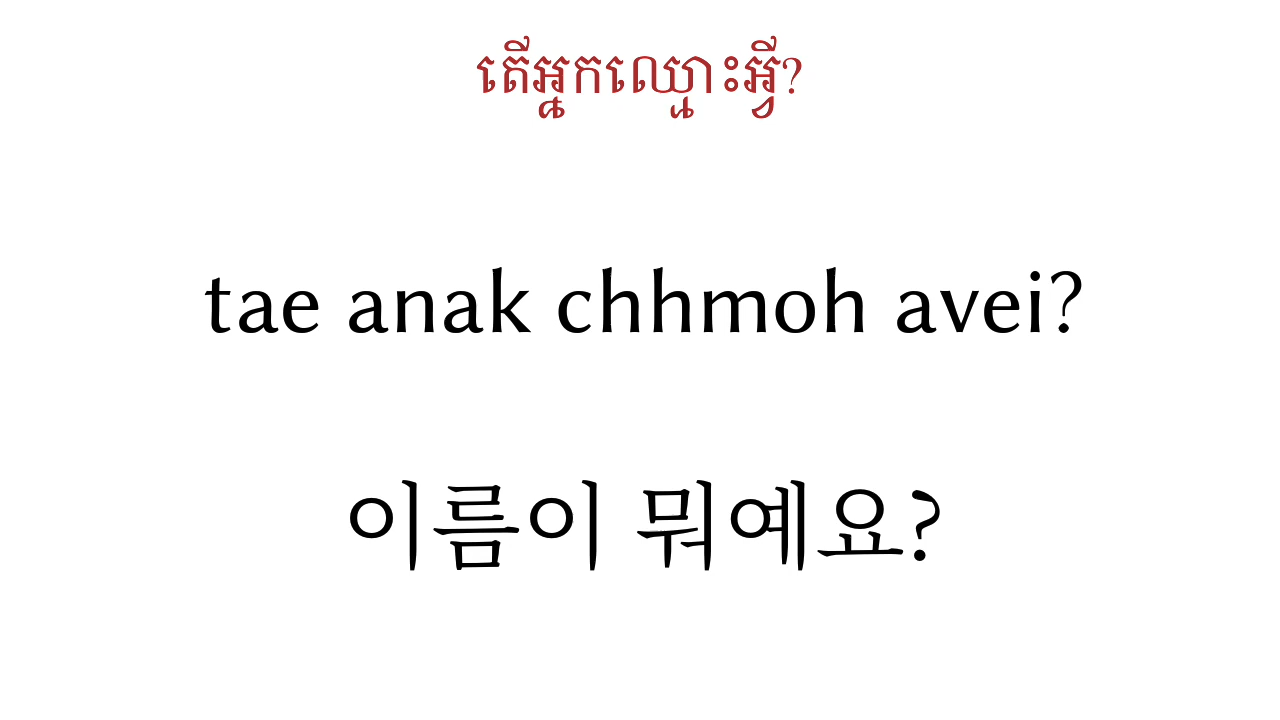 តើអ្នកឈ្មោះអ្វី?
tae anak chhmoh avei?
이름이 뭐예요?